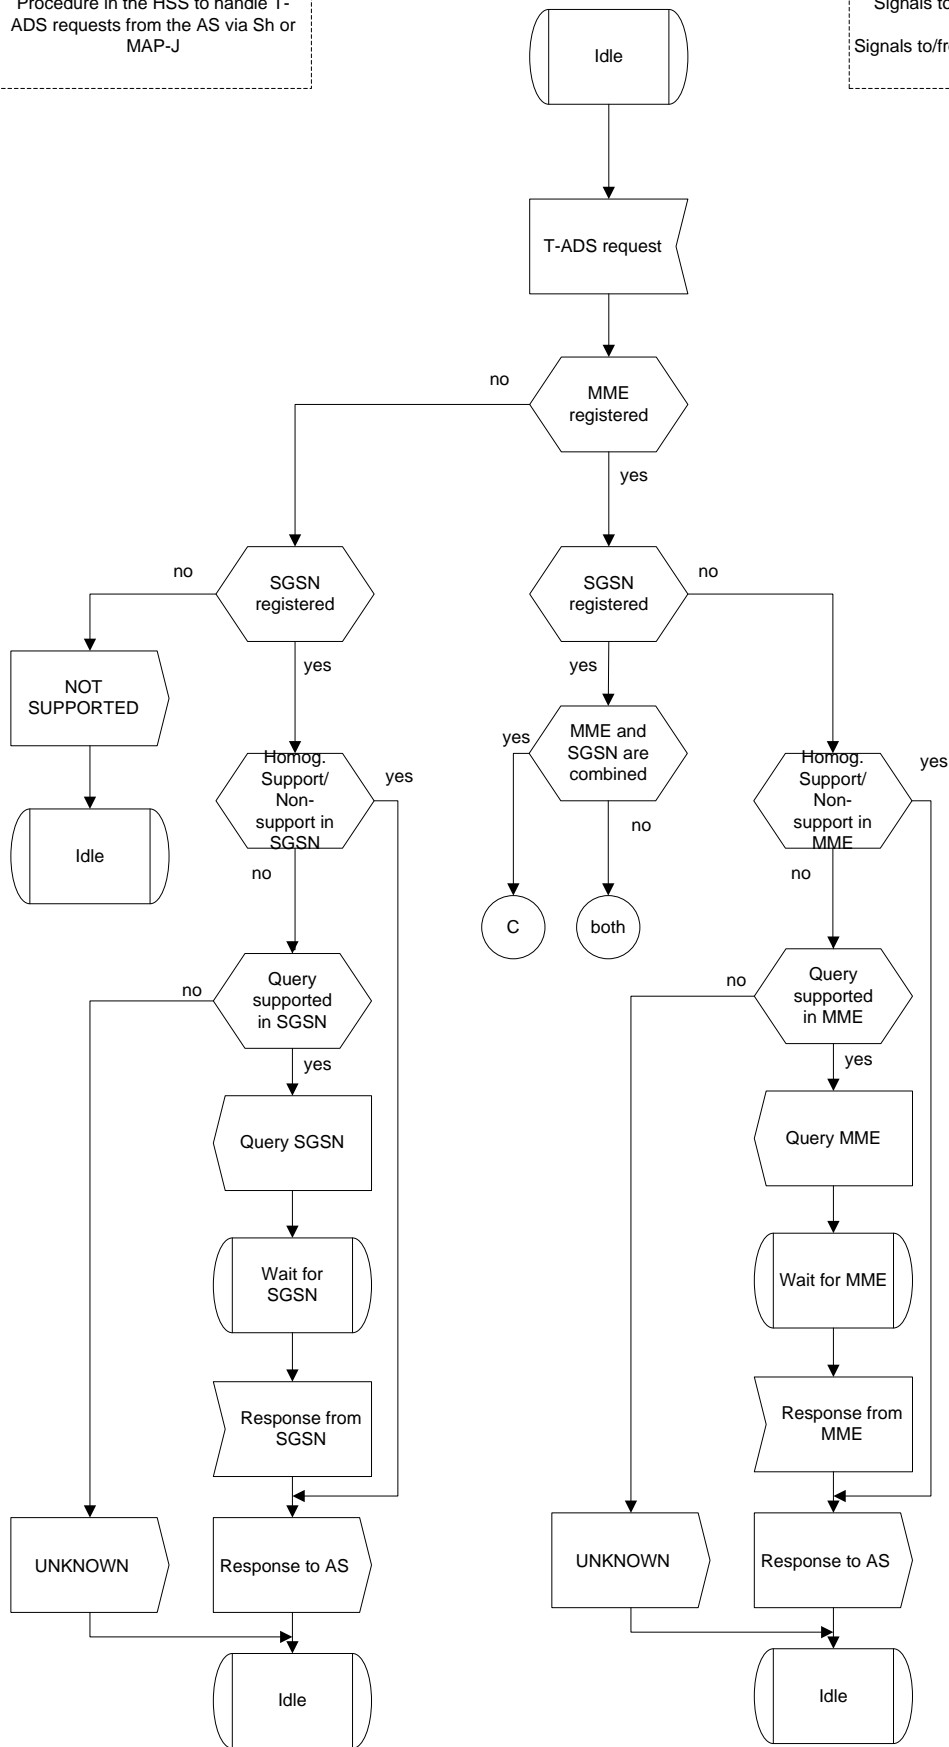 Procedure in the HSS to handle T-
ADS requests from the AS via Sh or
MAP-J
Signals to
Signals to/fr
Idle
T-ADS request
no
MME
registered
yes
no
SGSN
registered
yes
SGSN
registered
no
yes
NOT
SUPPORTED
Idle
Homog.
Support/
Non-
support in
SGSN
yes
no
yes
MME and
SGSN are
combined
no
C
both
Homog.
Support/
Non-
support in
MME
yes
no
no
Query
supported
in SGSN
yes
no
Query
supported
in MME
yes
Query SGSN
Query MME
Wait for
SGSN
Wait for MME
Response from
SGSN
Response from
MME
UNKNOWN
Response to AS
UNKNOWN
Response to AS
Idle
Idle